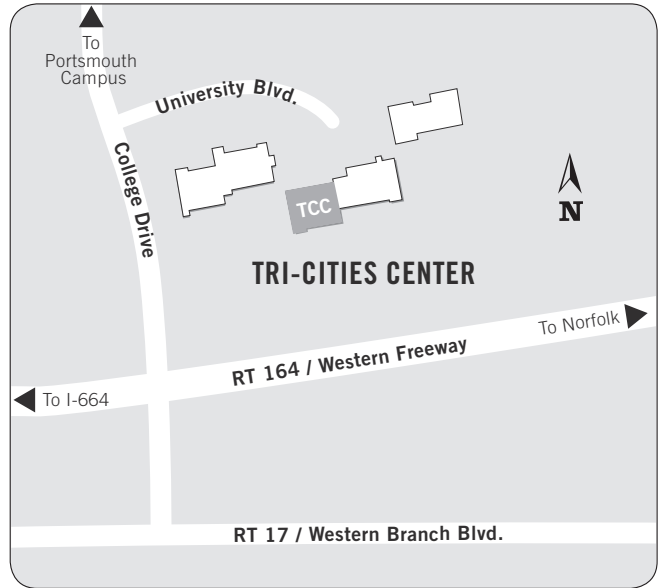 To
Portsmouth
Campus
University Blvd.
College Drive
TCC
N
TRI-CITIES CENTER
To Norfolk
RT 164 / Western Freeway
To I-664
RT 17 / Western Branch Blvd.